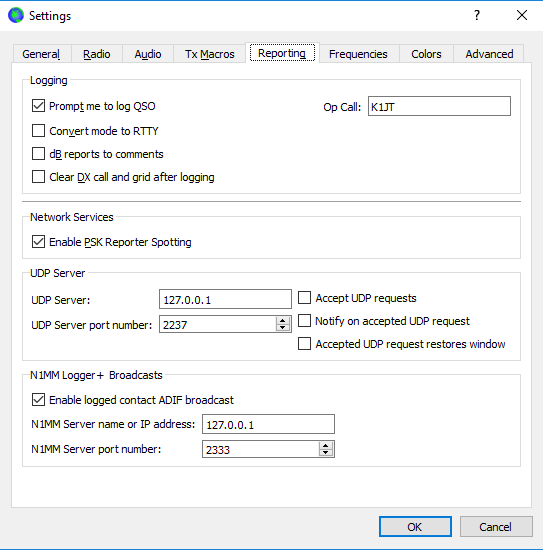 Settings
?
General Radio Audio Tx Macros Reporting Frequencies Colors Advanced
Logging
Prompt me to log QSO Op Call: K1JT
Convert mode to RTTY
dB reports to comments
Clear DX call and grid after logging
Network Services
Enable PSK Reporter Spotting
UDP Server
UDP Server: 127.0.0.1 Accept UDP requests
UDP Server port number: 2237 Notify on accepted UDP request
Accepted UDP request restores window
N1MM Logger+ Broadcasts
Enable logged contact ADIF broadcast
N1MM Server name or IP address: 127.0.0.1
N1MM Server port number: 2333
OK Cancel